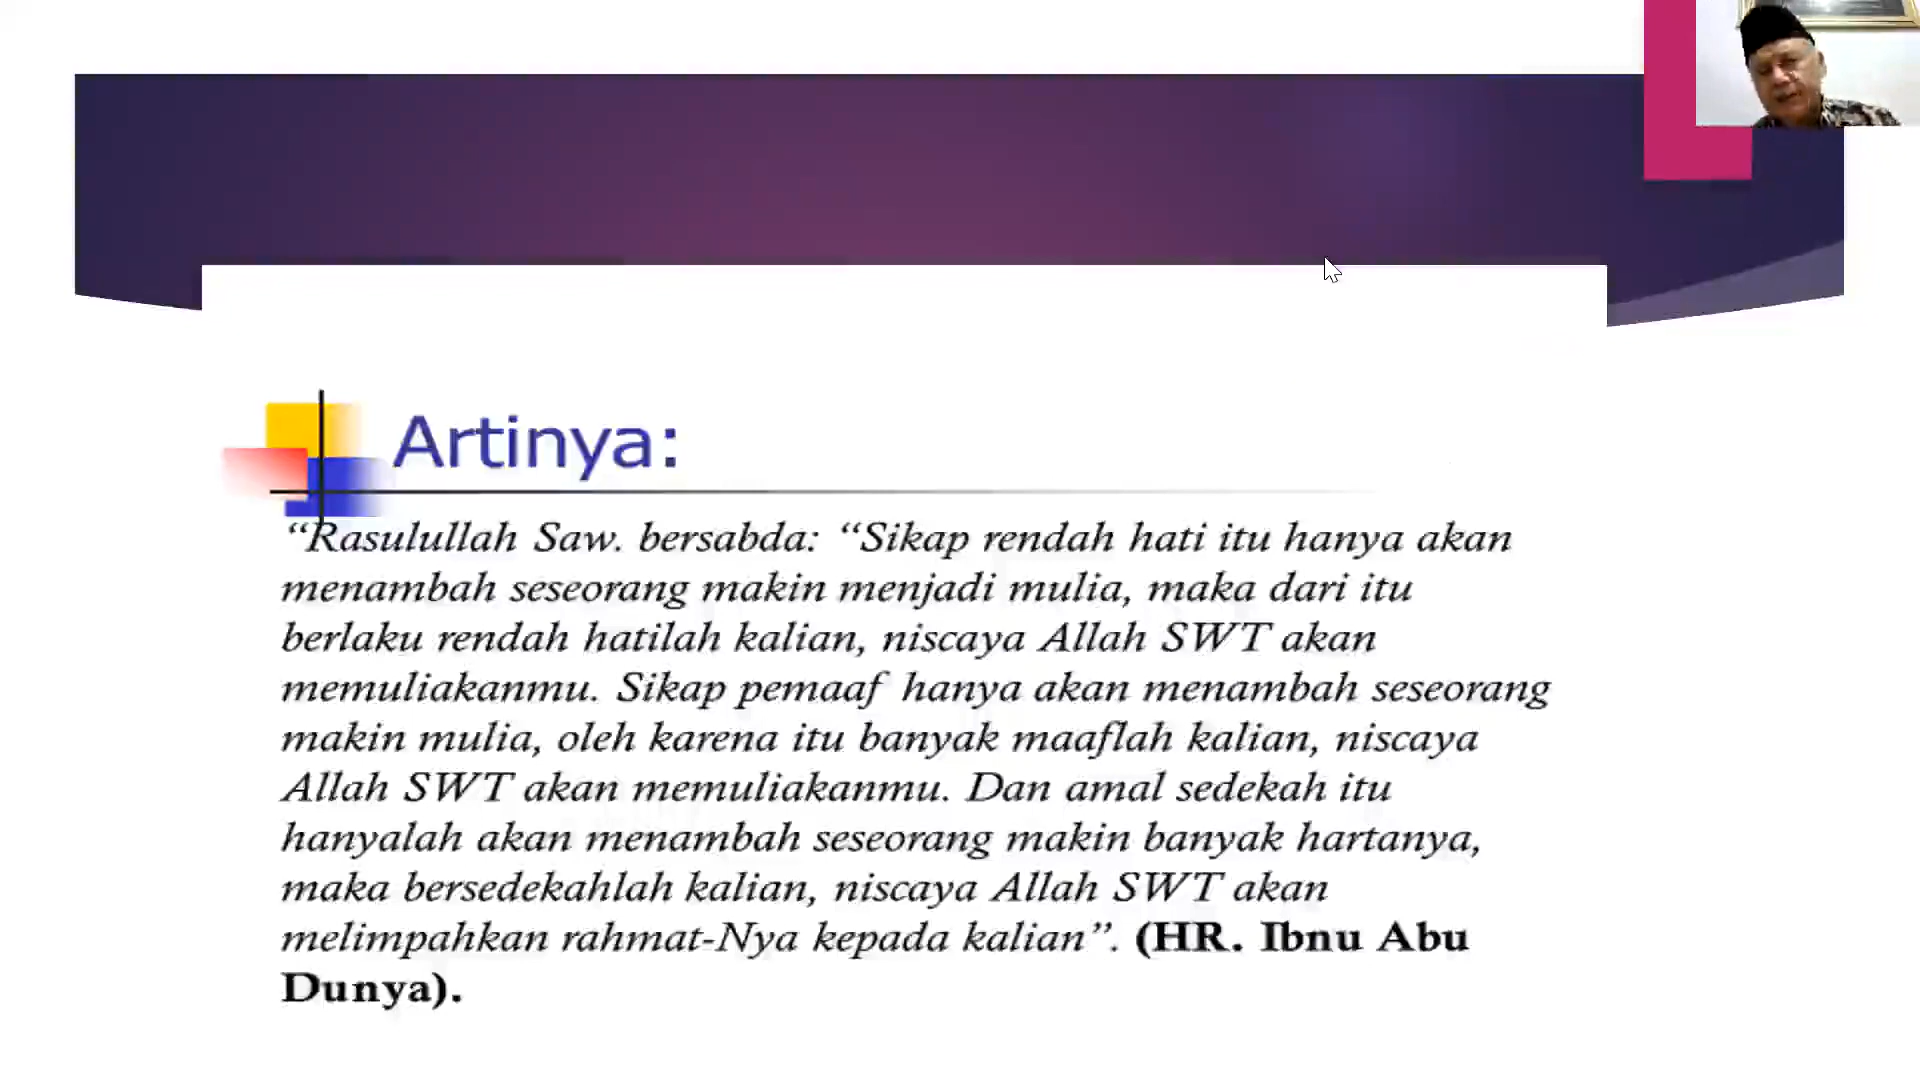 Artinya:
“Rasulullah Saw. bersabda: “Sikap rendah hati itu hanya akan
menambah seseorang makin menjadi mulia, maka dari itu
berlaku rendah hatilah kalian, niscaya Allah SWT akan
memuliakanmu. Sikap pemaaf hanya akan menambah seseorang
makin mulia, oleh karena itu banyak maaflah kalian, niscaya
Allah SWT akan memuliakanmu. Dan amal sedekah itu
hanyalah akan menambah seseorang makin banyak hartanya,
maka bersedekahlah kalian, niscaya Allah SWT akan
melimpahkan rahmat-Nya kepada kalian”. (HR. Ibnu Abu
Dunya).